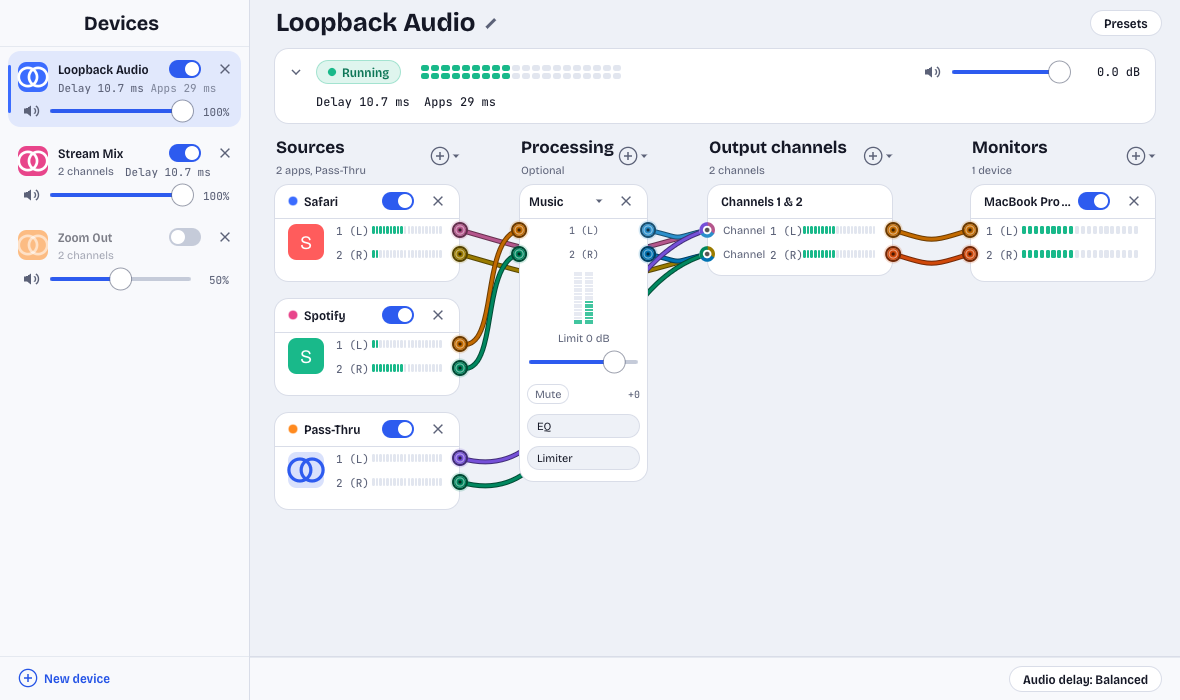 Devices
Loopback Audio
Delay 10.7 ms Apps 29 ms
100%
Stream Mix
2 channels Delay 10.7 ms
100%
Zoom Out
2 channels
50%
New device
Loopback Audio
Presets
Running
0.0 dB
Delay 10.7 ms Apps 29 ms
Sources
2 apps, Pass-Thru
Safari
S
1 (L)
2 (R)
Spotify
S
1 (L)
2 (R)
Pass-Thru
1 (L)
2 (R)
Processing
Optional
Music
1 (L)
2 (R)
Limit 0 dB
Mute +0
EQ
Limiter
Output channels
2 channels
Channels 1 & 2
Channel 1 (L)
Channel 2 (R)
Monitors
1 device
MacBook Pro...
1 (L)
2 (R)
Audio delay: Balanced